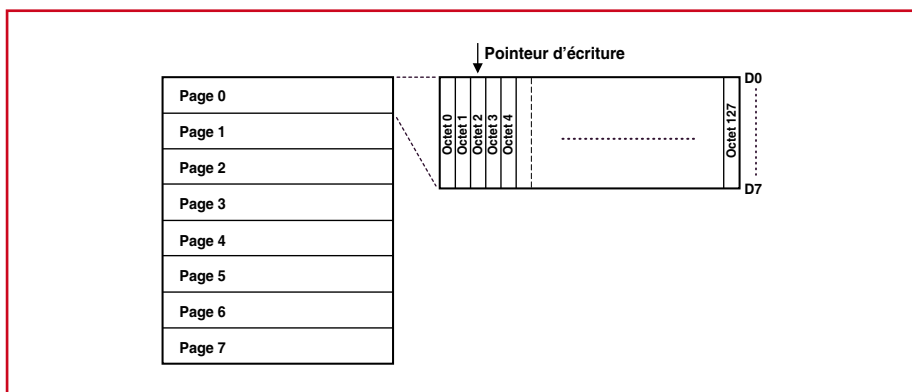 Pointeur d'écriture
Page 0
Page 1
Page 2
Page 3
Page 4
Page 5
Page 6
Page 7
Octet 0
Octet 1
Octet 2
Octet 3
Octet 4
Octet 127
D0
D7